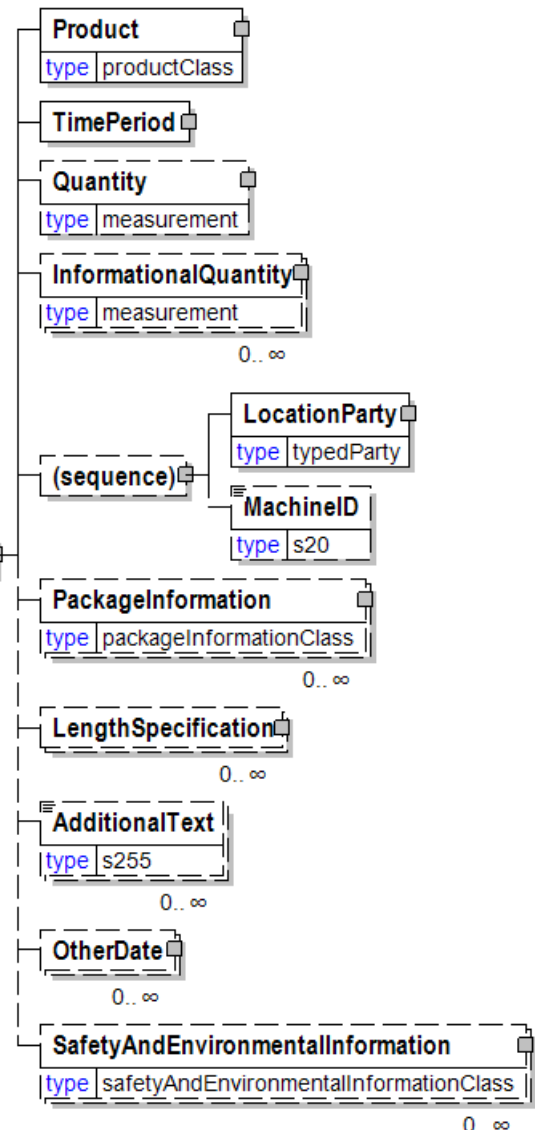 Product
type productClass
TimePeriod
Quantity
type measurement
InformationalQuantity
type measurement
0.. ∞
(sequence)
LocationParty
type typedParty
MachineID
type s20
PackageInformation
type packageInformationClass
0.. ∞
LengthSpecification
0.. ∞
AdditionalText
type s255
0.. ∞
OtherDate
0.. ∞
SafetyAndEnvironmentalInformation
type safetyAndEnvironmentalInformationClass
0.. ∞